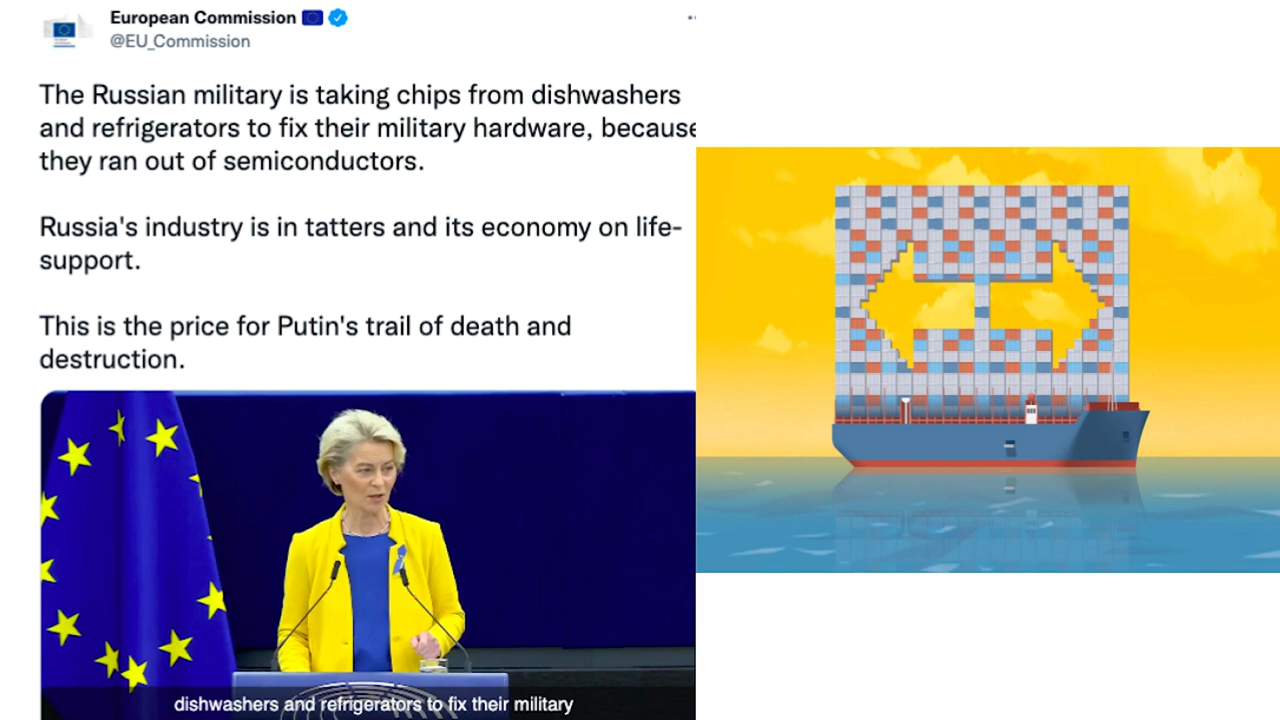 European Commission
@EU_Commission
The Russian military is taking chips from dishwashers
and refrigerators to fix their military hardware, because
they ran out of semiconductors.
Russia's industry is in tatters and its economy on life-
support.
This is the price for Putin's trail of death and
destruction.
dishwashers and refrigerators to fix their military